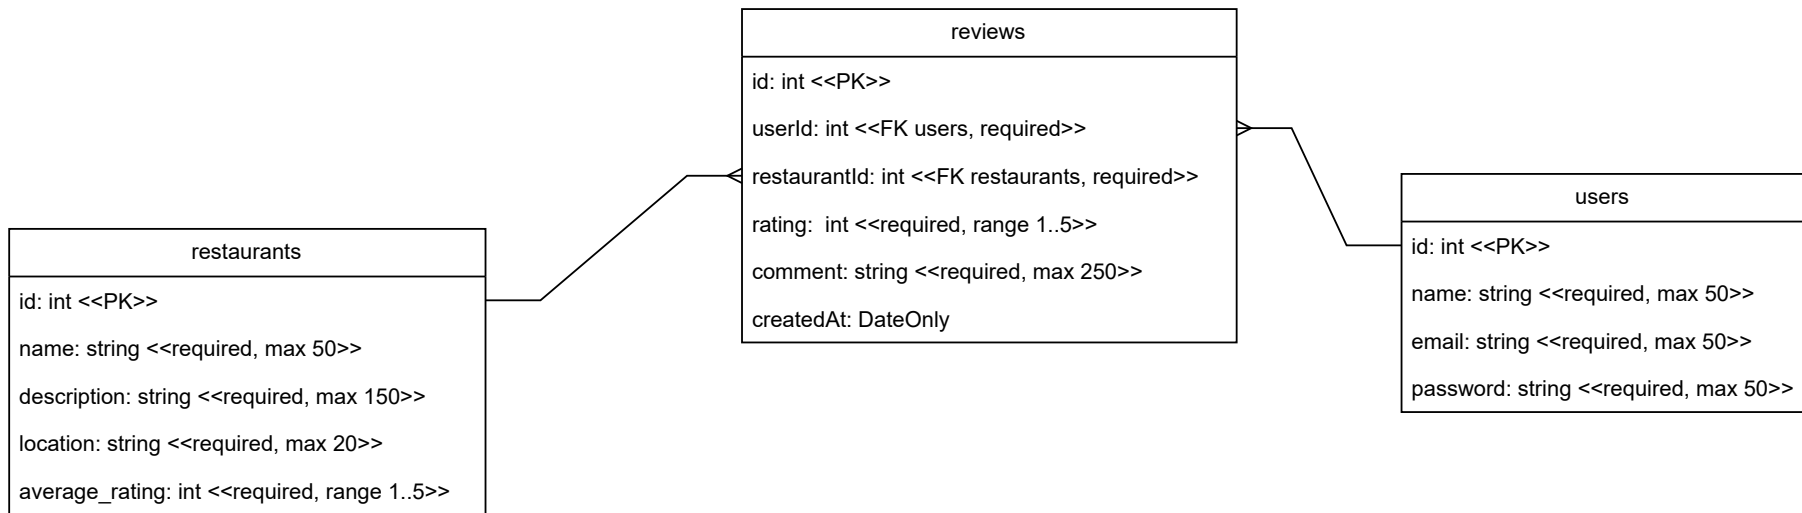 reviews
id: int <<PK>>
userId: int <<FK users, required>>
restaurantId: int <<FK restaurants, required>>
rating:  int <<required, range 1..5>>
comment: string <<required, max 250>>
createdAt: DateOnly
restaurants
id: int <<PK>>
name: string <<required, max 50>>
description: string <<required, max 150>>
location: string <<required, max 20>>
average_rating: int <<required, range 1..5>>
users
id: int <<PK>>
name: string <<required, max 50>>
email: string <<required, max 50>>
password: string <<required, max 50>>